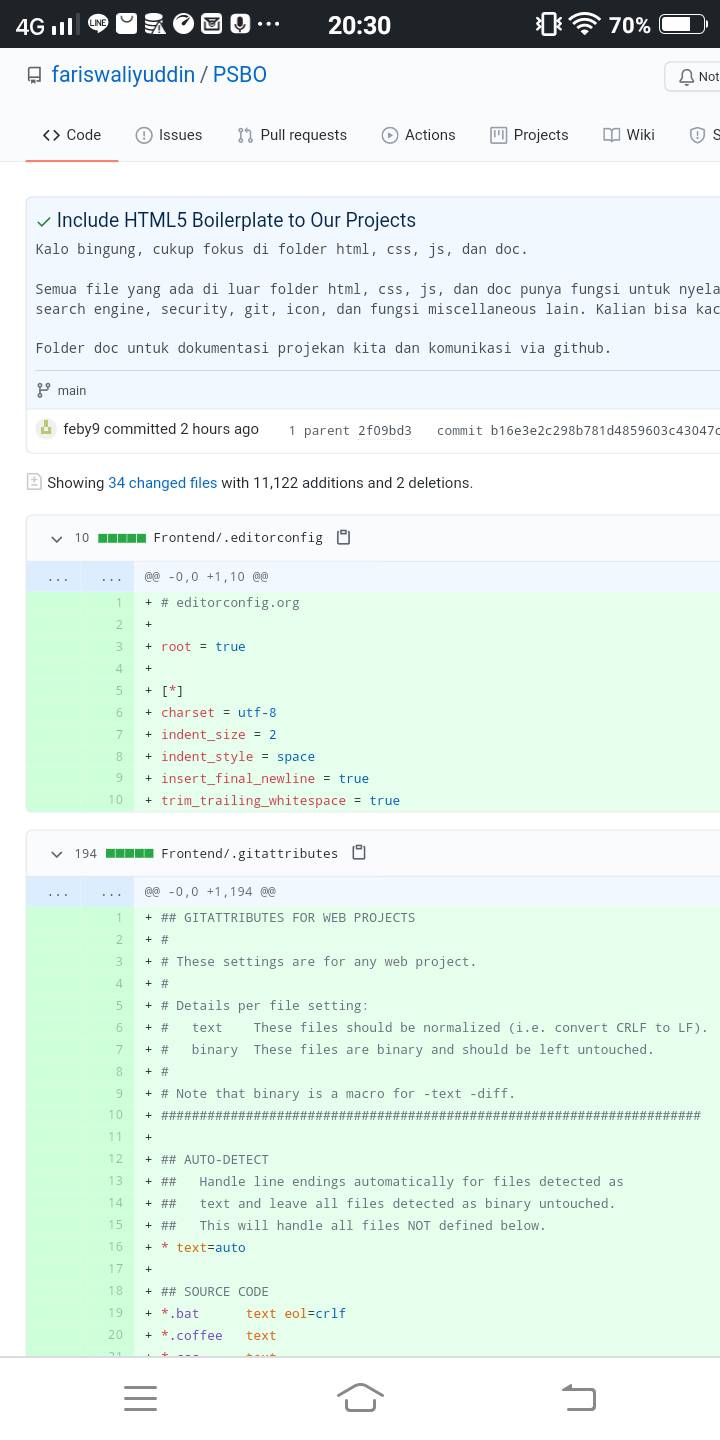 4G LINE 20:30 70%
fariswaliyuddin / PSBO Not
Code Issues Pull requests Actions Projects Wiki S
Include HTML5 Boilerplate to Our Projects
Kalo bingung, cukup fokus di folder html, css, js, dan doc.
Semua file yang ada di luar folder html, css, js, dan doc punya fungsi untuk nyela
search engine, security, git, icon, dan fungsi miscellaneous lain. Kalian bisa kac
Folder doc untuk dokumentasi projekan kita dan komunikasi via github.
main
feby9 committed 2 hours ago 1 parent 2f09bd3 commit b16e3e2c298b781d4859603c43047c
Showing 34 changed files with 11,122 additions and 2 deletions.
10 Frontend/.editorconfig
... ... @@ -0,0 +1,10 @@
1 + # editorconfig.org
2 +
3 + root = true
4 +
5 + [*]
6 + charset = utf-8
7 + indent_size = 2
8 + indent_style = space
9 + insert_final_newline = true
10 + trim_trailing_whitespace = true
194 Frontend/.gitattributes
... ... @@ -0,0 +1,194 @@
1 + ## GITATTRIBUTES FOR WEB PROJECTS
2 + #
3 + # These settings are for any web project.
4 + #
5 + # Details per file setting:
6 + #   text    These files should be normalized (i.e. convert CRLF to LF).
7 + #   binary  These files are binary and should be left untouched.
8 + #
9 + # Note that binary is a macro for -text -diff.
10 + ######################################################################
11 +
12 + ## AUTO-DETECT
13 + ##   Handle line endings automatically for files detected as
14 + ##   text and leave all files detected as binary untouched.
15 + ##   This will handle all files NOT defined below.
16 + * text=auto
17 +
18 + ## SOURCE CODE
19 + *.bat      text eol=crlf
20 + *.coffee   text